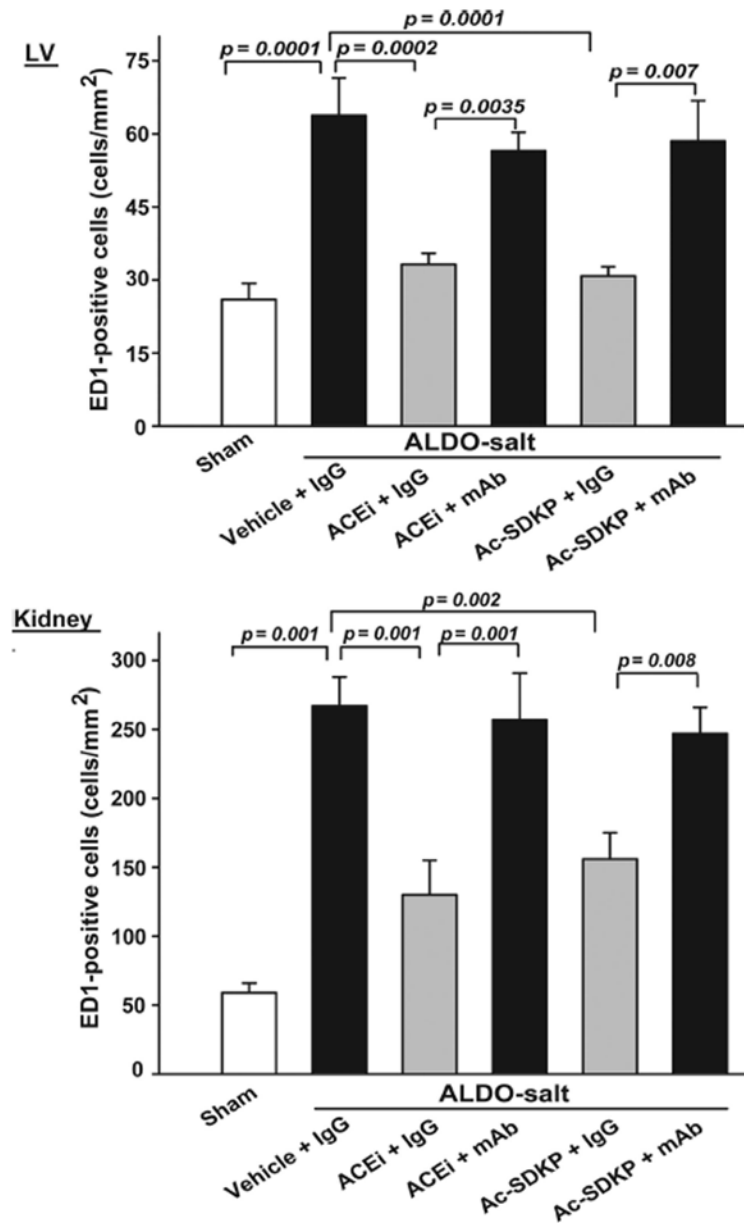 p = 0.0001
LV
p = 0.0001
p = 0.0002
p = 0.007
p = 0.0035
ED1-positive cells (cells/mm²)
75
60
45
30
15
0
Sham
Vehicle + IgG
ACEi + IgG
ACEi + mAb
Ac-SDKP + IgG
Ac-SDKP + mAb
ALDO-salt
Kidney
p = 0.002
p = 0.001
p = 0.001
p = 0.001
p = 0.008
ED1-positive cells (cells/mm²)
300
250
200
150
100
50
0
Sham
Vehicle + IgG
ACEi + IgG
ACEi + mAb
Ac-SDKP + IgG
Ac-SDKP + mAb
ALDO-salt